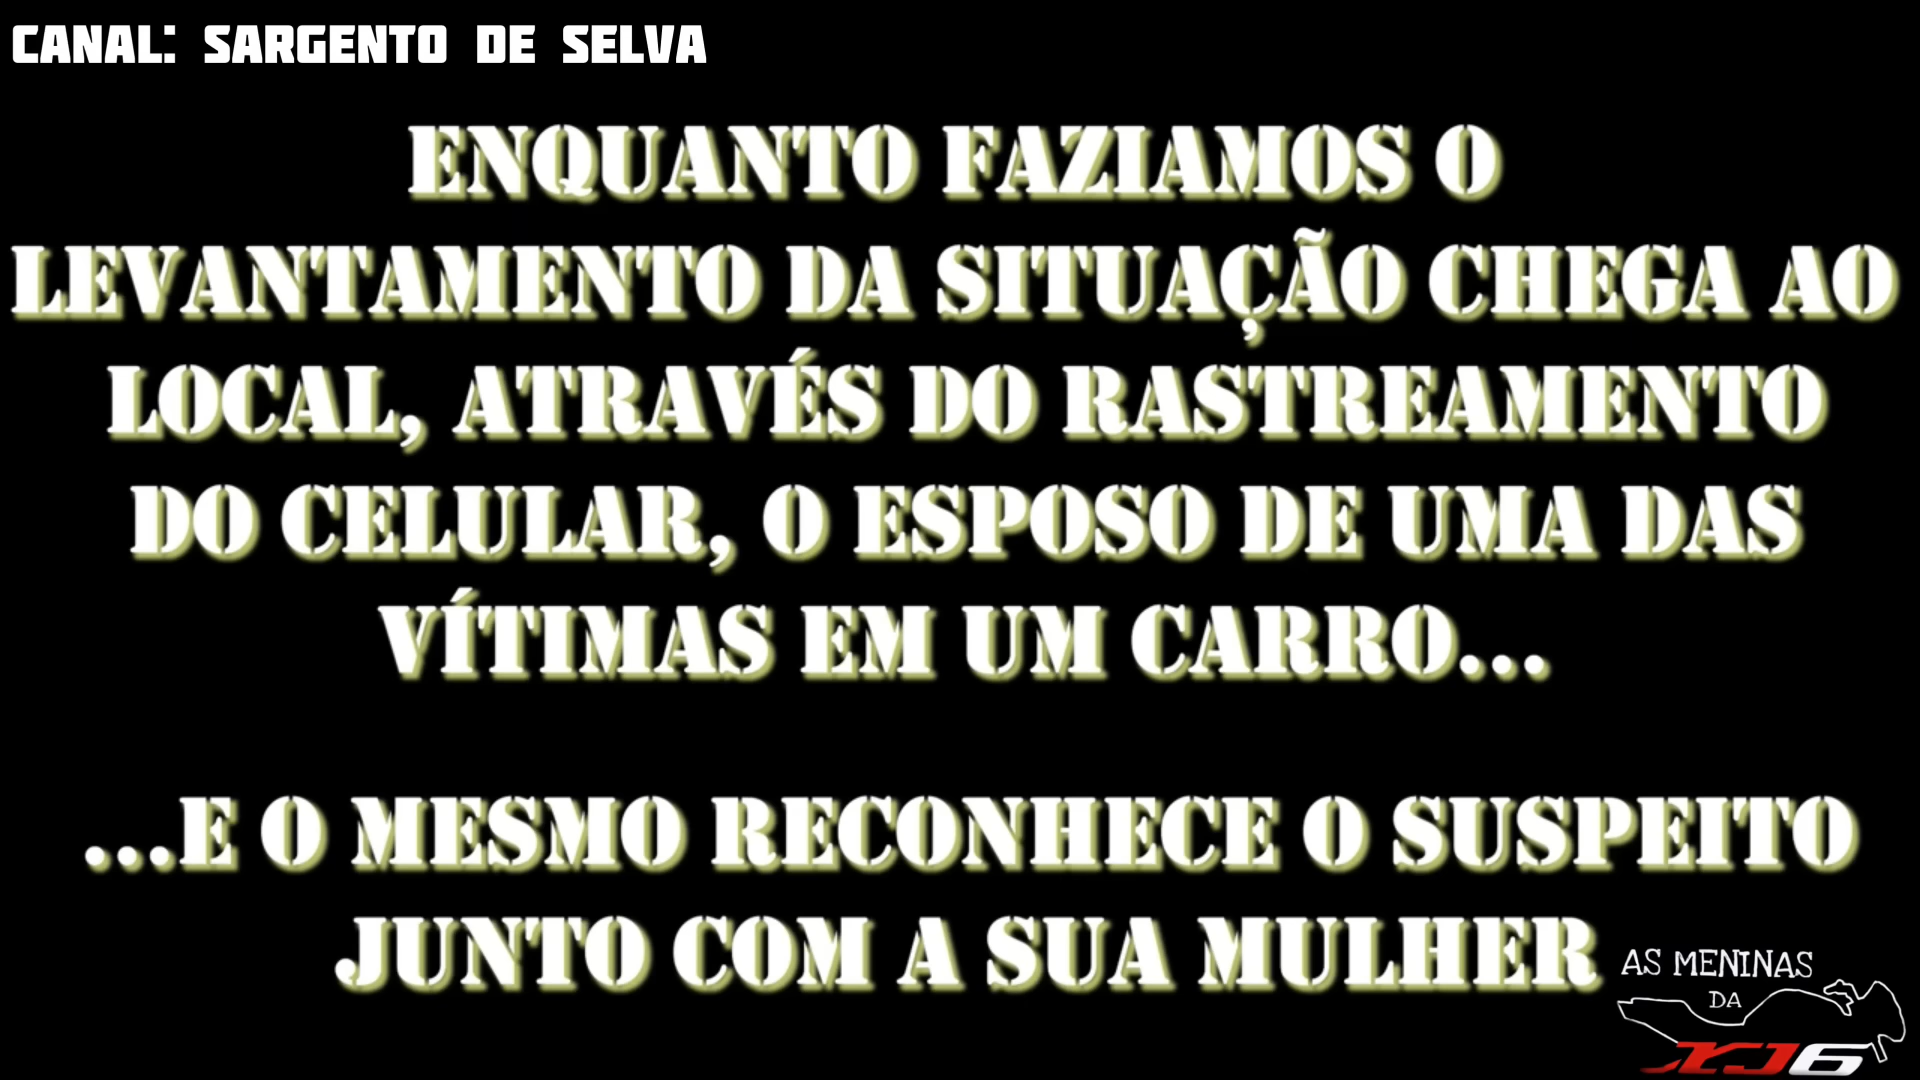 CANAL: SARGENTO DE SELVA
ENQUANTO FAZIAMOS O
LEVANTAMENTO DA SITUAÇÃO CHEGA AO
LOCAL, ATRAVÉS DO RASTREAMENTO
DO CELULAR, O ESPOSO DE UMA DAS
VÍTIMAS EM UM CARRO...
...E O MESMO RECONHECE O SUSPEITO
JUNTO COM A SUA MULHER
AS MENINAS
DA
XJ6